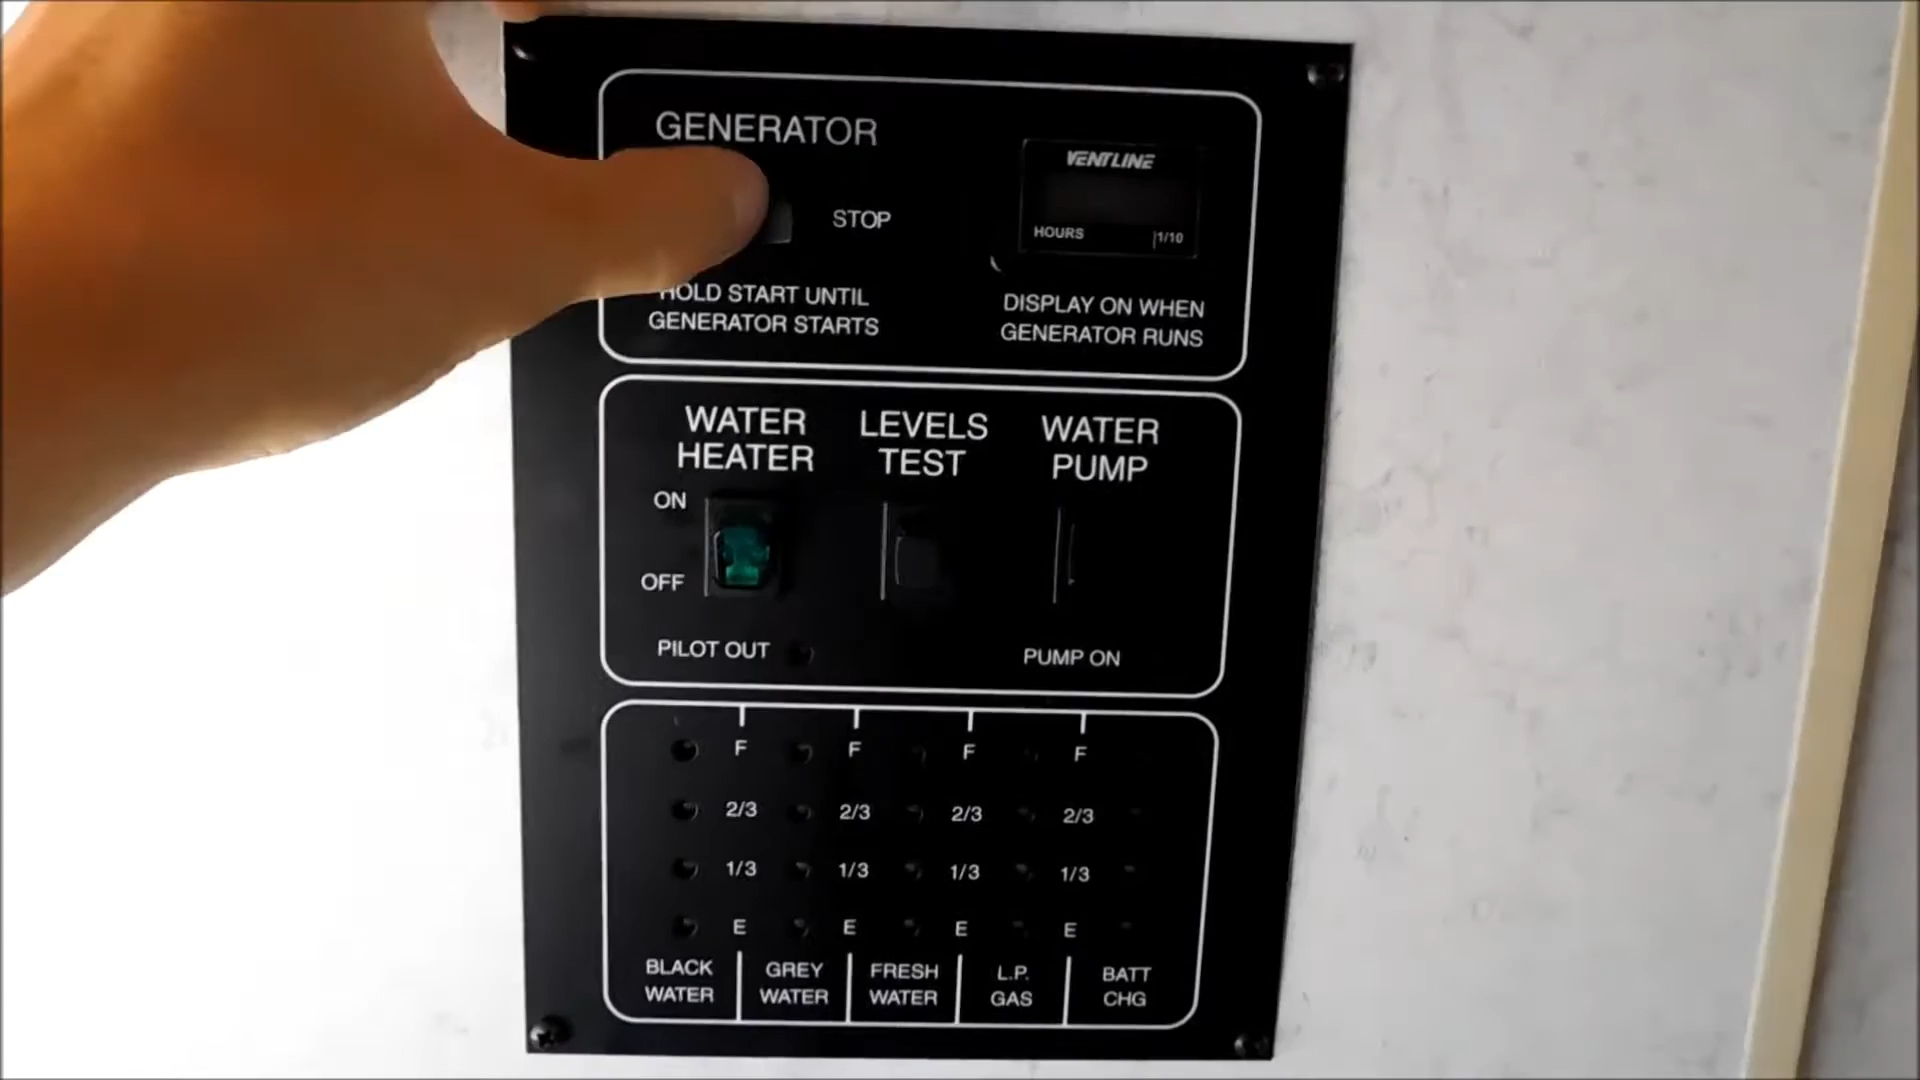 GENERATOR
VENTLINE
STOP
HOURS 1/10
HOLD START UNTIL
GENERATOR STARTS
DISPLAY ON WHEN
GENERATOR RUNS
WATER
HEATER
LEVELS
TEST
WATER
PUMP
ON
OFF
PILOT OUT
PUMP ON
F F F F
2/3 2/3 2/3 2/3
1/3 1/3 1/3 1/3
E E E E
BLACK
WATER
GREY
WATER
FRESH
WATER
L.P.
GAS
BATT
CHG